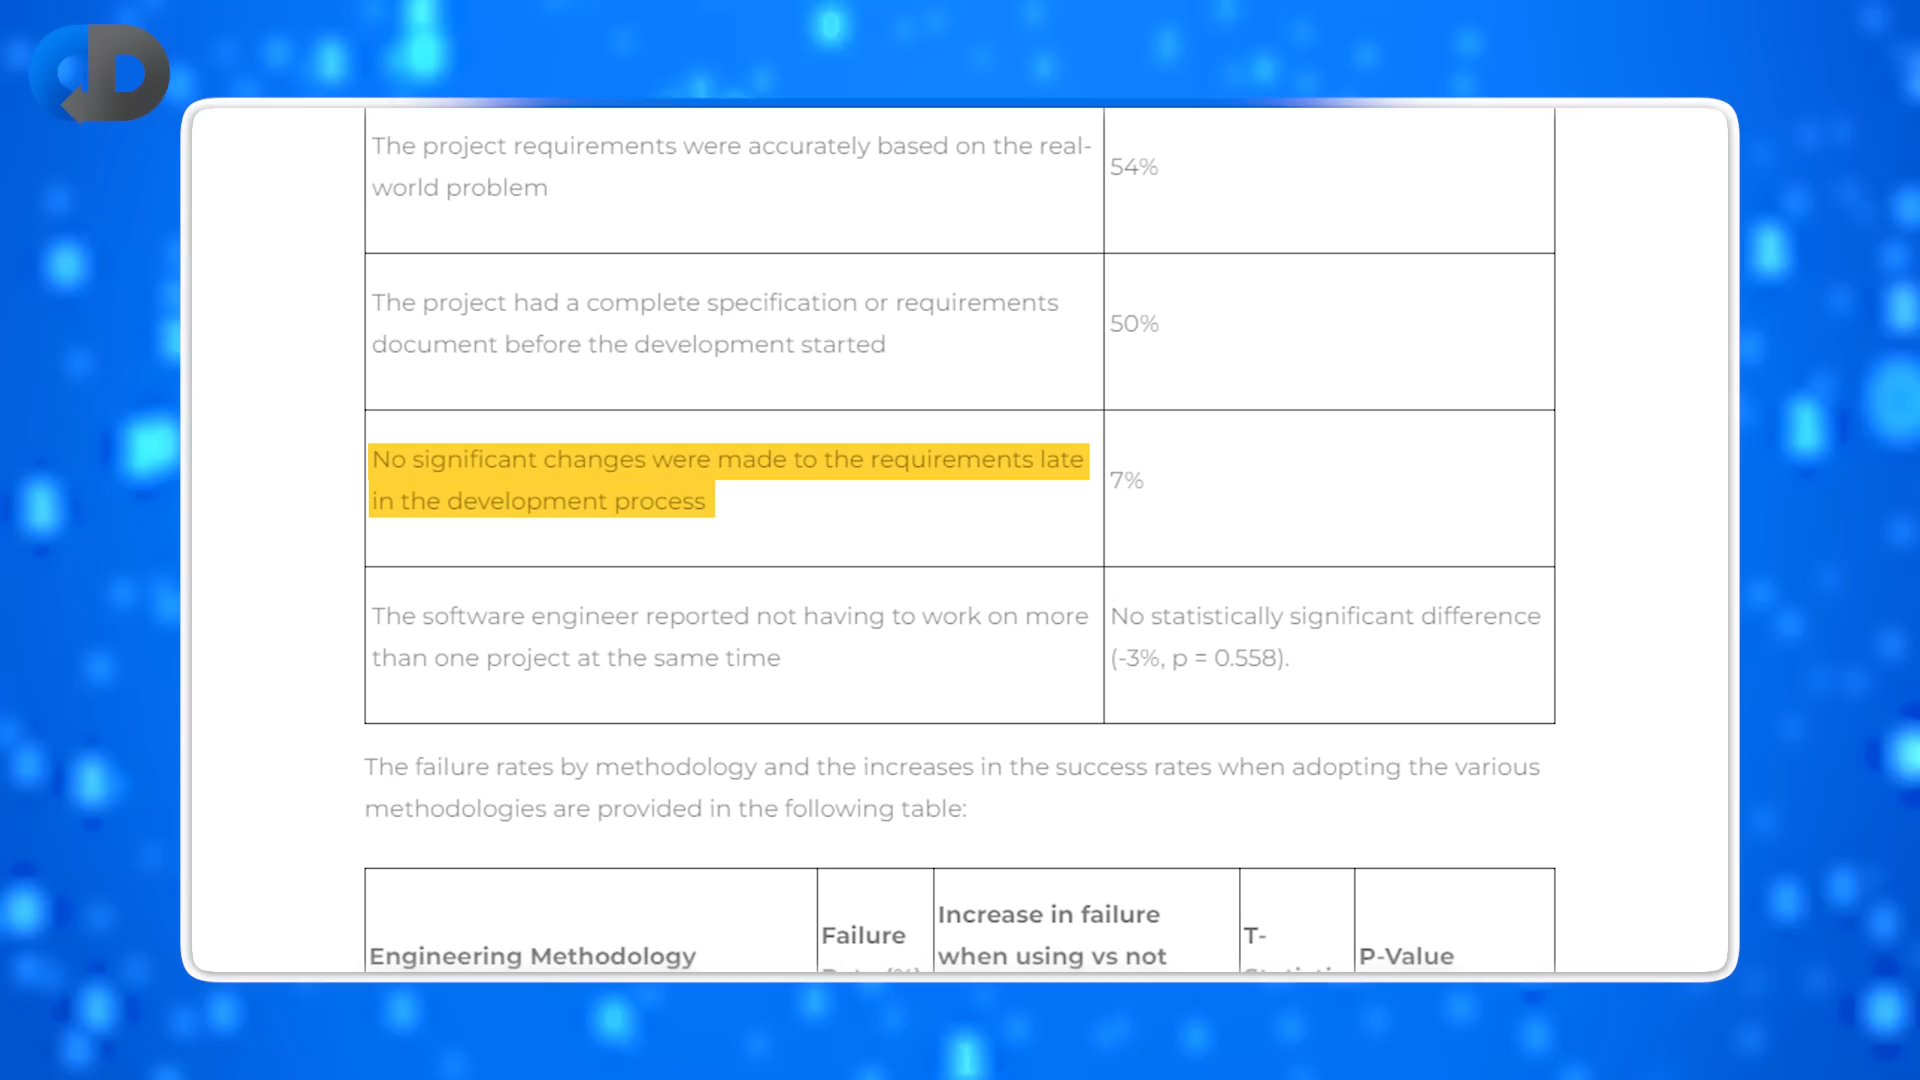 The project requirements were accurately based on the real-
world problem
54%
The project had a complete specification or requirements
document before the development started
50%
No significant changes were made to the requirements late
in the development process
7%
The software engineer reported not having to work on more
than one project at the same time
No statistically significant difference
(-3%, p = 0.558).
The failure rates by methodology and the increases in the success rates when adopting the various
methodologies are provided in the following table:
Engineering Methodology
Failure
Increase in failure
when using vs not
T-
P-Value